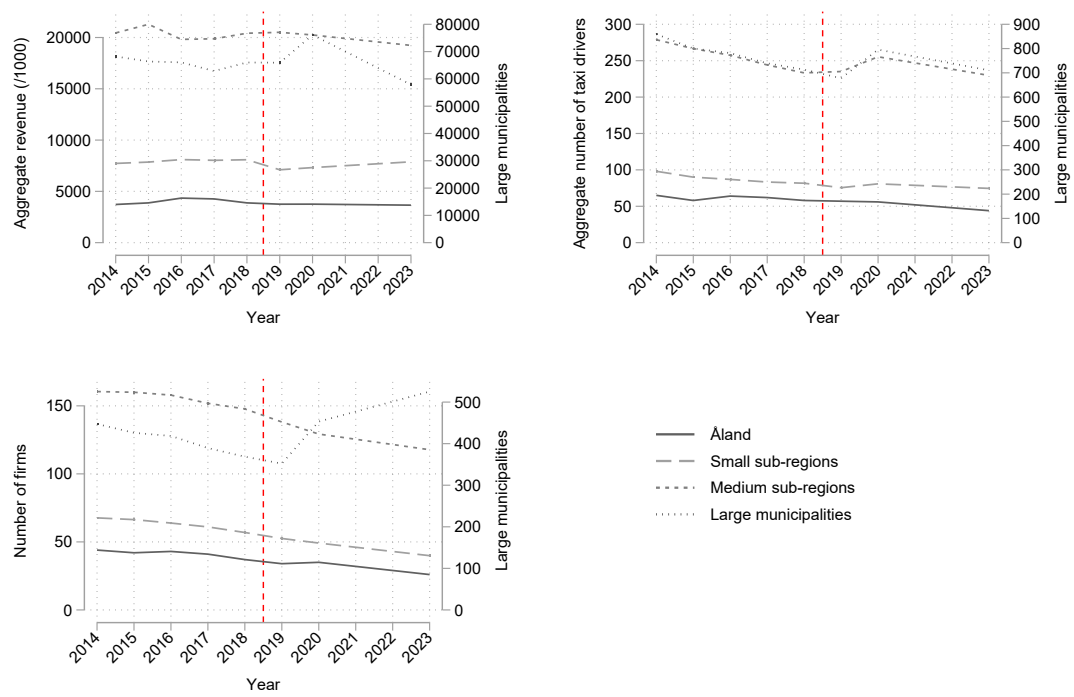 Aggregate revenue (/1000)
20000
15000
10000
5000
0
80000
70000
60000
50000
40000
30000
20000
10000
0
Large municipalities
2014 2015 2016 2017 2018 2019 2020 2021 2022 2023
Year
Aggregate number of taxi drivers
300
250
200
150
100
50
0
900
800
700
600
500
400
300
200
100
0
Large municipalities
2014 2015 2016 2017 2018 2019 2020 2021 2022 2023
Year
Number of firms
150
100
50
0
500
400
300
200
100
0
Large municipalities
2014 2015 2016 2017 2018 2019 2020 2021 2022 2023
Year
Åland
Small sub-regions
Medium sub-regions
Large municipalities